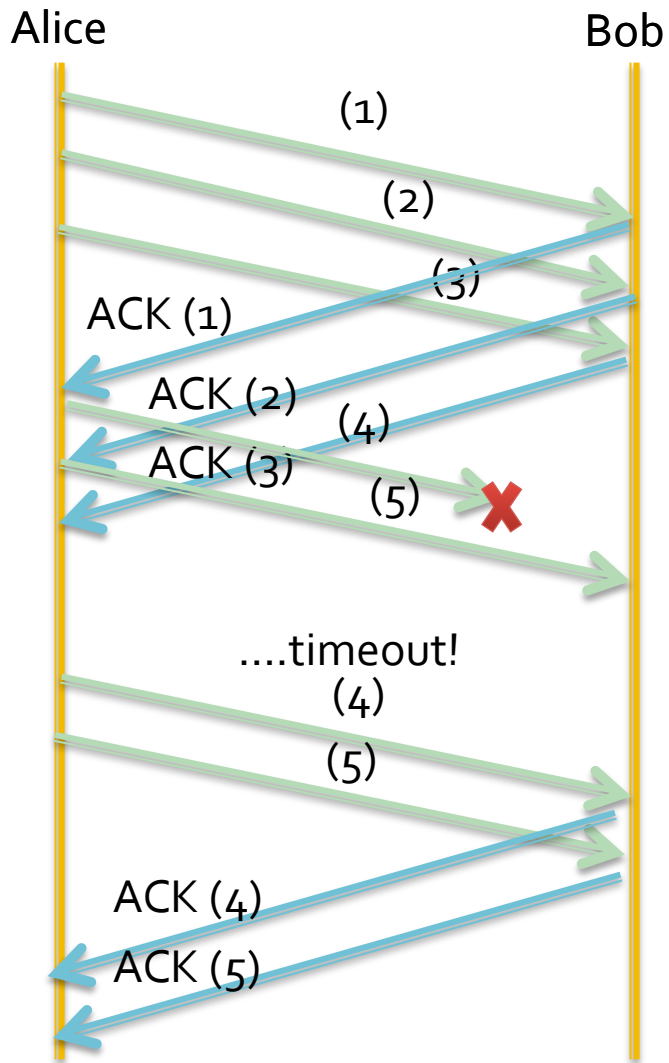 Alice
Bob
(1)
(2)
(3)
ACK (1)
ACK (2)
(4)
ACK (3)
(5)
....timeout!
(4)
(5)
ACK (4)
ACK (5)